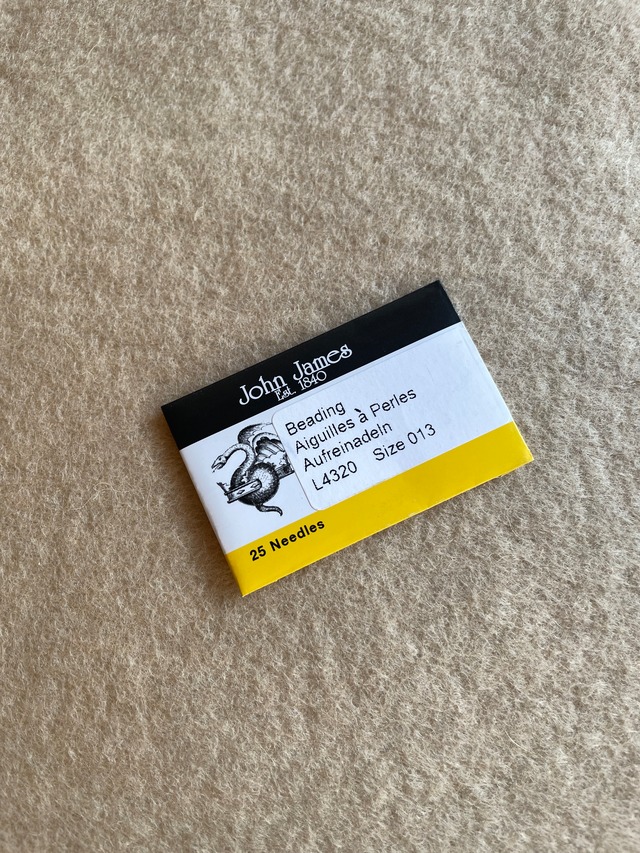 John James
Est. 1840
Beading
Aiguilles à Perles
Aufreinadeln
L4320 Size 013
25 Needles